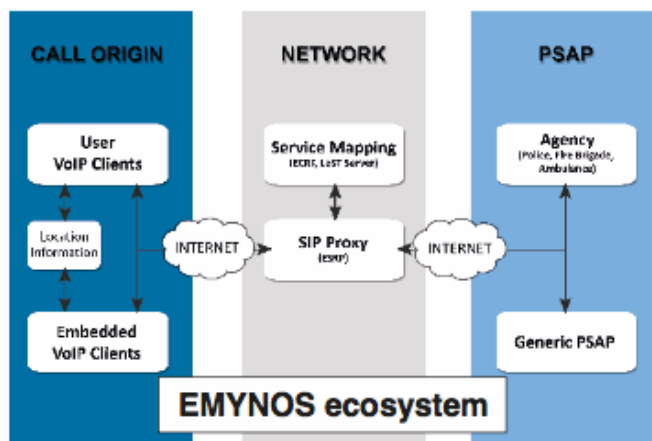 CALL ORIGIN
NETWORK
PSAP
User
VoIP Clients
Service Mapping
(ECRF, LoST Server)
Agency
(Police, Fire Brigade,
Ambulance)
Location
Information
INTERNET
SIP Proxy
(ESRP)
INTERNET
Embedded
VoIP Clients
Generic PSAP
EMYNOS ecosystem